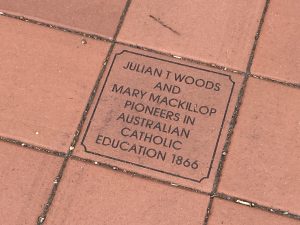 JULIAN T WOODS
AND
MARY MACKILLOP
PIONEERS IN
AUSTRALIAN
CATHOLIC
EDUCATION 1866